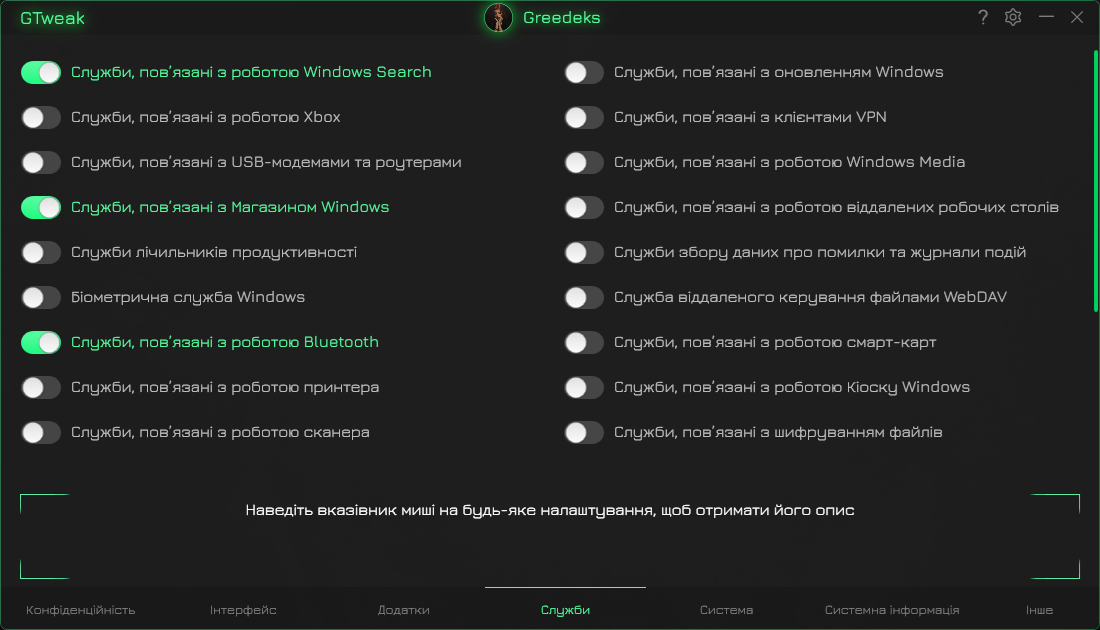 GTweak
Greedeks
?
Служби, пов'язані з роботою Windows Search
Служби, пов'язані з оновленням Windows
Служби, пов'язані з роботою Xbox
Служби, пов'язані з клієнтами VPN
Служби, пов'язані з USB-модемами та роутерами
Служби, пов'язані з роботою Windows Media
Служби, пов'язані з Магазином Windows
Служби, пов'язані з роботою віддалених робочих столів
Служби лічильників продуктивності
Служби збору даних про помилки та журнали подій
Біометрична служба Windows
Служба віддаленого керування файлами WebDAV
Служби, пов'язані з роботою Bluetooth
Служби, пов'язані з роботою смарт-карт
Служби, пов'язані з роботою принтера
Служби, пов'язані з роботою Кіоску Windows
Служби, пов'язані з роботою сканера
Служби, пов'язані з шифруванням файлів
Наведіть вказівник миші на будь-яке налаштування, щоб отримати його опис
Конфіденційність
Інтерфейс
Додатки
Служби
Система
Системна інформація
Інше